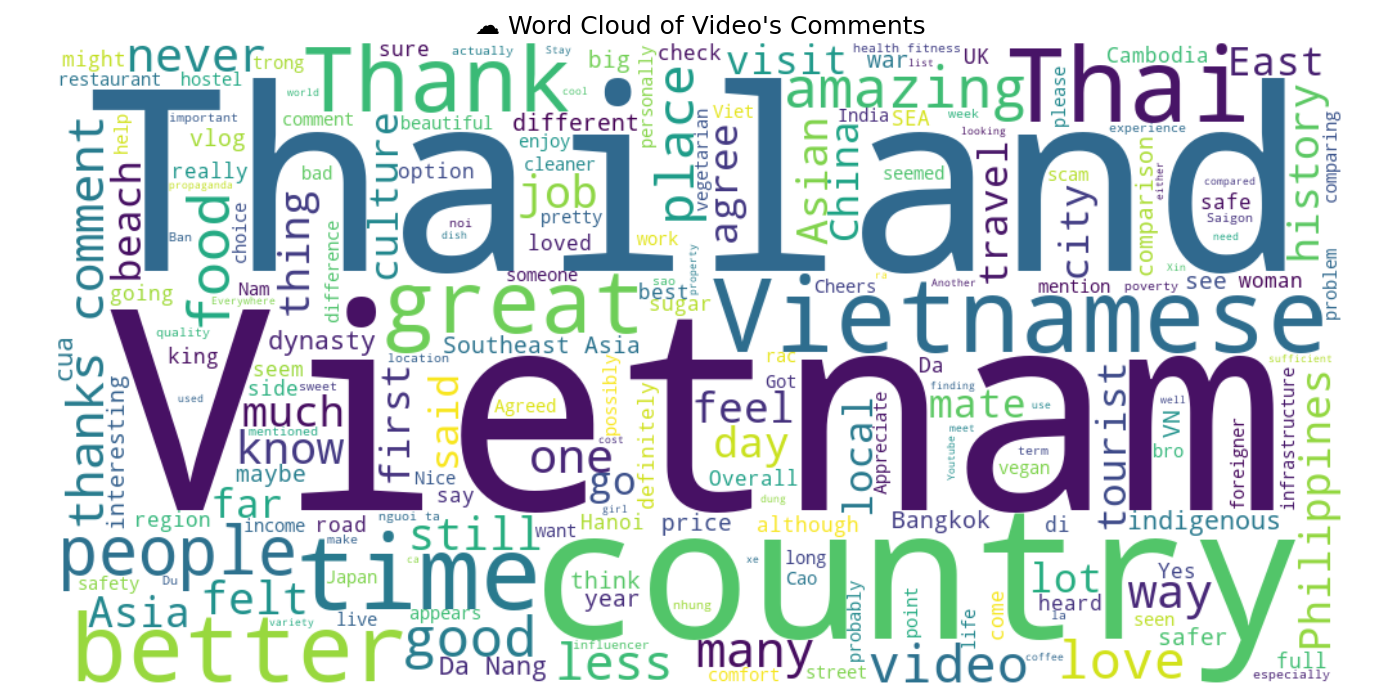 ☁ Word Cloud of Video's Comments
might
never
trong
Thank
sure
actually
Stay
big
check
visit
health fitness
war
list
UK
Thai
Cambodia
East
restaurant
hostel
world
cool
personally
amazing
please
important
help
vlog
comment
beautiful
different
place
Viet
vegetarian
India
SEA
week
looking
experience
Thailand
comment
beach
really
propaganda
bad
culture
option
enjoy
cleaner
job
pretty
agree
Asian
China
seemed
travel
scam
city
comparison
either
compared
safe
Saigon
need
history
comparing
Ban
food
choice
thing
difference
noi
dish
loved
work
someone
going
Nam
Everywhere
great
best
sao
property
sugar
Cheers
ra
Another
mention
Xin
poverty
see
woman
problem
Vietnamese
cua
quality
king
dynasty
Southeast Asia
rac
Da
sufficient
Vietnam
thanks
interesting
seem
side
sweet
used
much
mentioned
know
maybe
location
first
said
Nice
say
Agreed
possibly
one
cost
go
girl
definitely
Got
feel
day
Overall
dung
local
Appreciate
mate
finding
use
meet
Youtube
term
vegan
tourist
well
VN
bro
foreigner
infrastructure
Philippines
region
far
income
road
nguoi ta
make
still
want
Hanoi
price
although
Bangkok
di
indigenous
people
time
country
safety
Du
Japan
ca
think
year
nhung
xe
long
Cao
lot
heard
la
Yes
way
seen
safer
Asia
felt
variety
live
appears
better
good
Da Nang
influencer
less
many
comfort
street
probably
video
point
life
coffee
come
love
full
especially